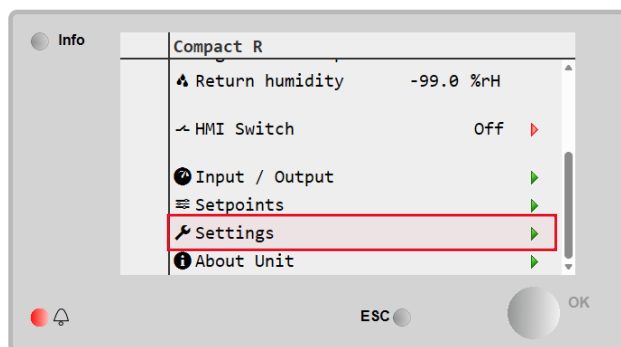 Info
Compact R
Return humidity -99.0 %rH
HMI Switch Off
Input / Output
Setpoints
Settings
About Unit
ESC
OK